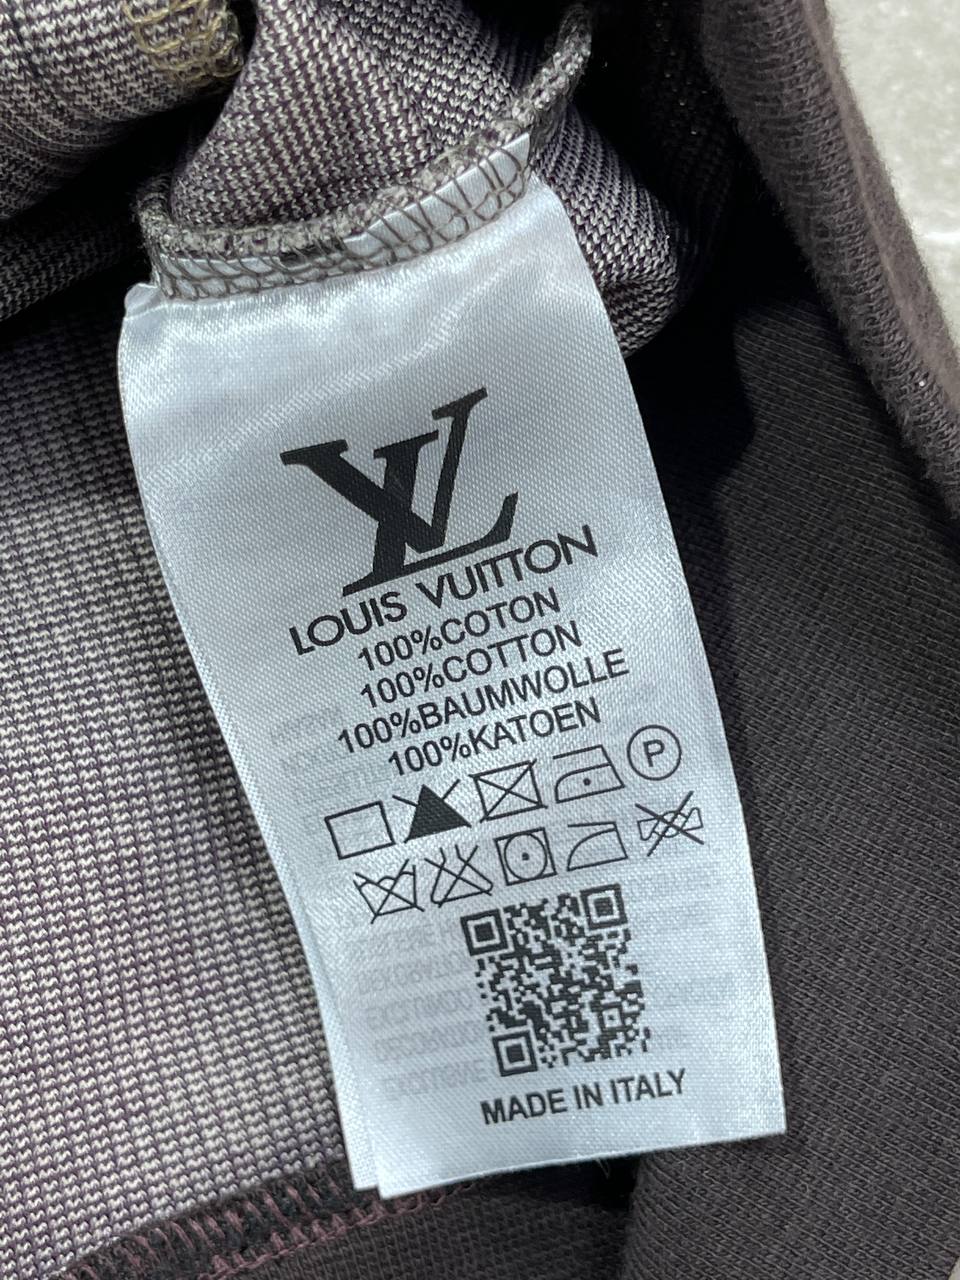 LV
LOUIS VUITTON
100%COTON
100%COTTON
100%BAUMWOLLE
100%KATOEN
P
MADE IN ITALY